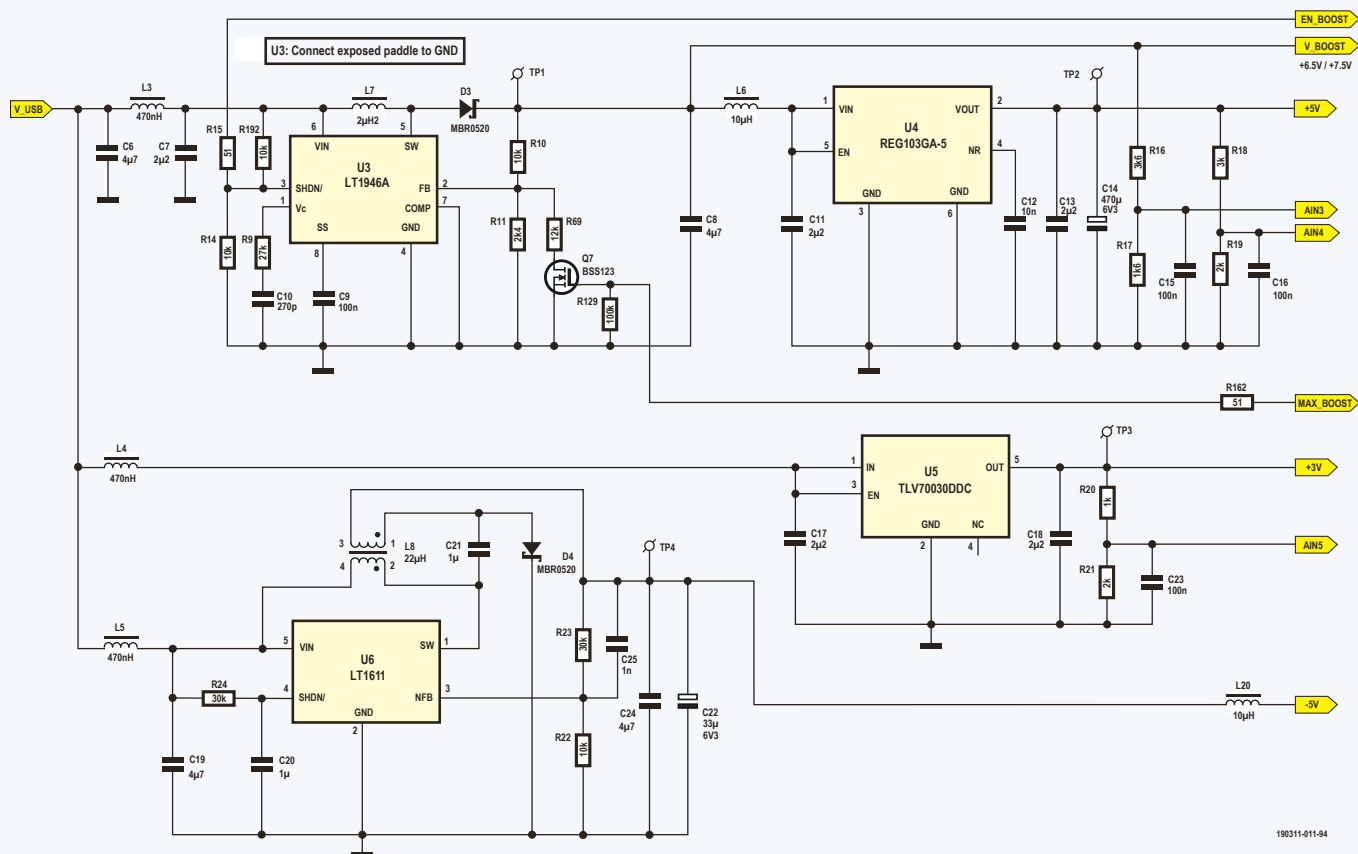 EN_BOOST
U3: Connect exposed paddle to GND
V_BOOST
+6.5V / +7.5V
V_USB
L3
470nH
C6
4µ7
C7
2µ2
R15
51
R192
10k
L7
2µH2
D3
MBR0520
TP1
6
VIN
5
SW
U3
LT1946A
3
SHDN/
1
Vc
SS
8
FB
2
COMP
7
GND
4
R14
10k
R9
27k
C10
270p
C9
100n
R10
10k
R11
2k4
R69
12k
Q7
BSS123
R129
100k
C8
4µ7
L6
10µH
C11
2µ2
1
VIN
VOUT
2
U4
REG103GA-5
5
EN
NR
4
GND
3
GND
6
TP2
C12
10n
C13
2µ2
C14
470µ
6V3
+5V
R16
3k6
R18
3k
AIN3
AIN4
R17
1k6
R19
2k
C15
100n
C16
100n
R162
51
MAX_BOOST
L4
470nH
1
IN
OUT
5
U5
TLV70030DDC
3
EN
GND
2
NC
4
C17
2µ2
C18
2µ2
TP3
+3V
R20
1k
AIN5
R21
2k
C23
100n
3
1
L8
22µH
4
2
C21
1µ
D4
MBR0520
TP4
L5
470nH
5
VIN
SW
1
U6
LT1611
4
SHDN/
NFB
3
GND
2
R24
30k
C19
4µ7
C20
1µ
R23
30k
C25
1n
R22
10k
C24
4µ7
C22
33µ
6V3
L20
10µH
-5V
190311-011-94